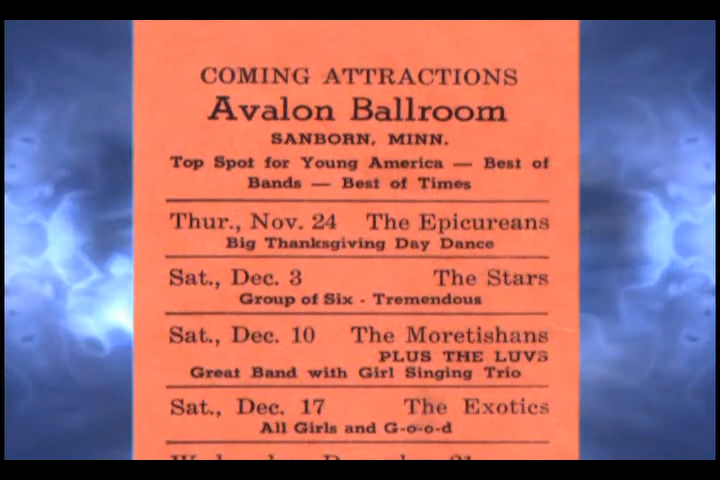 COMING ATTRACTIONS
Avalon Ballroom
SANBORN, MINN.
Top Spot for Young America — Best of
Bands — Best of Times
Thur., Nov. 24 The Epicureans
Big Thanksgiving Day Dance
Sat., Dec. 3 The Stars
Group of Six - Tremendous
Sat., Dec. 10 The Moretishans
PLUS THE LUVS
Great Band with Girl Singing Trio
Sat., Dec. 17 The Exotics
All Girls and G-o-o-d